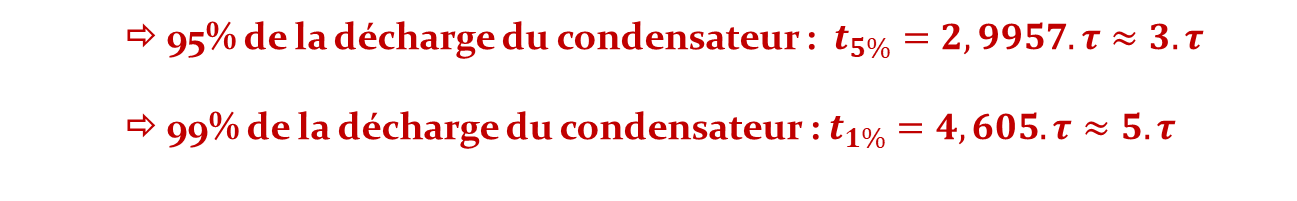 ⇨ 95% de la décharge du condensateur : t₅% = 2,9957.τ ≈ 3.τ
⇨ 99% de la décharge du condensateur : t₁% = 4,605.τ ≈ 5.τ